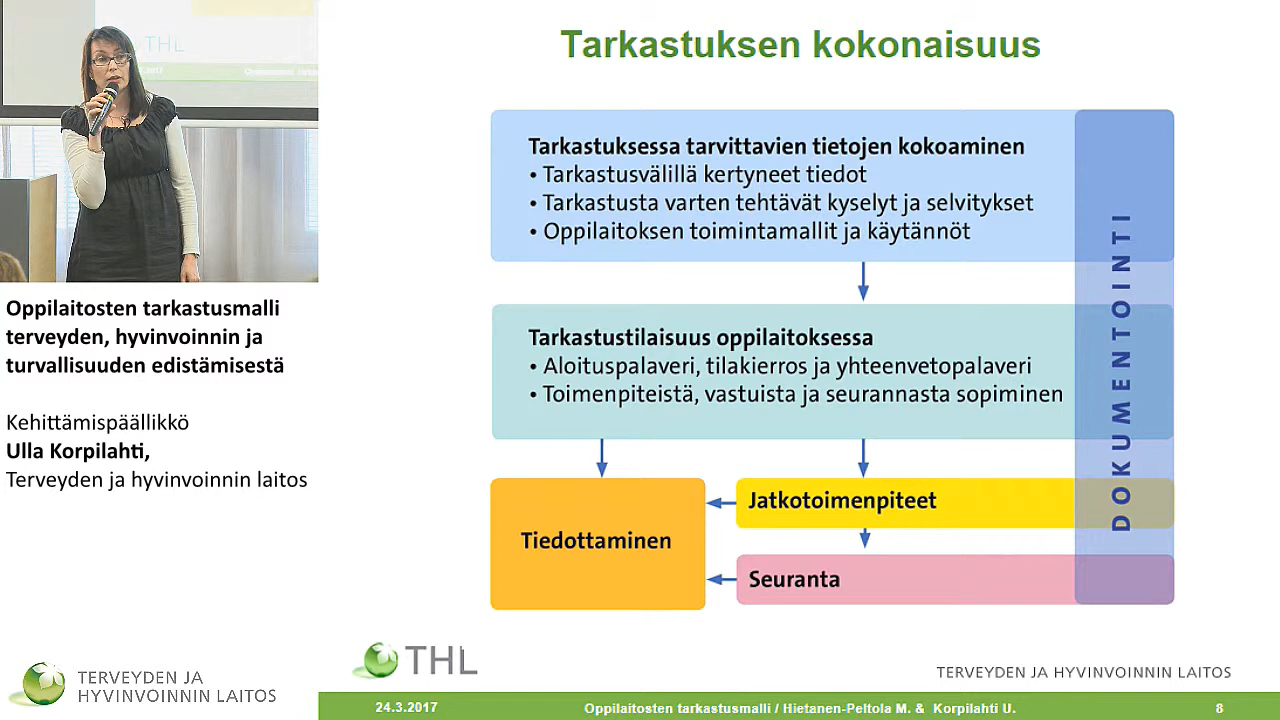 Tarkastuksen kokonaisuus
THL
Tarkastuksessa tarvittavien tietojen kokoaminen
• Tarkastusvälillä kertyneet tiedot
• Tarkastusta varten tehtävät kyselyt ja selvitykset
• Oppilaitoksen toimintamallit ja käytännöt
Tarkastustilaisuus oppilaitoksessa
• Aloituspalaveri, tilakierros ja yhteenvetopalaveri
• Toimenpiteistä, vastuista ja seurannasta sopiminen
Tiedottaminen
Jatkotoimenpiteet
Seuranta
DOKUMENTOINTI
Oppilaitosten tarkastusmalli
terveyden, hyvinvoinnin ja
turvallisuuden edistämisestä
Kehittämispäällikkö
Ulla Korpilahti,
Terveyden ja hyvinvoinnin laitos
TERVEYDEN JA
HYVINVOINNIN LAITOS
THL
TERVEYDEN JA HYVINVOINNIN LAITOS
24.3.2017
Oppilaitosten tarkastusmalli / Hietanen-Peltola M. & Korpilahti U.
8